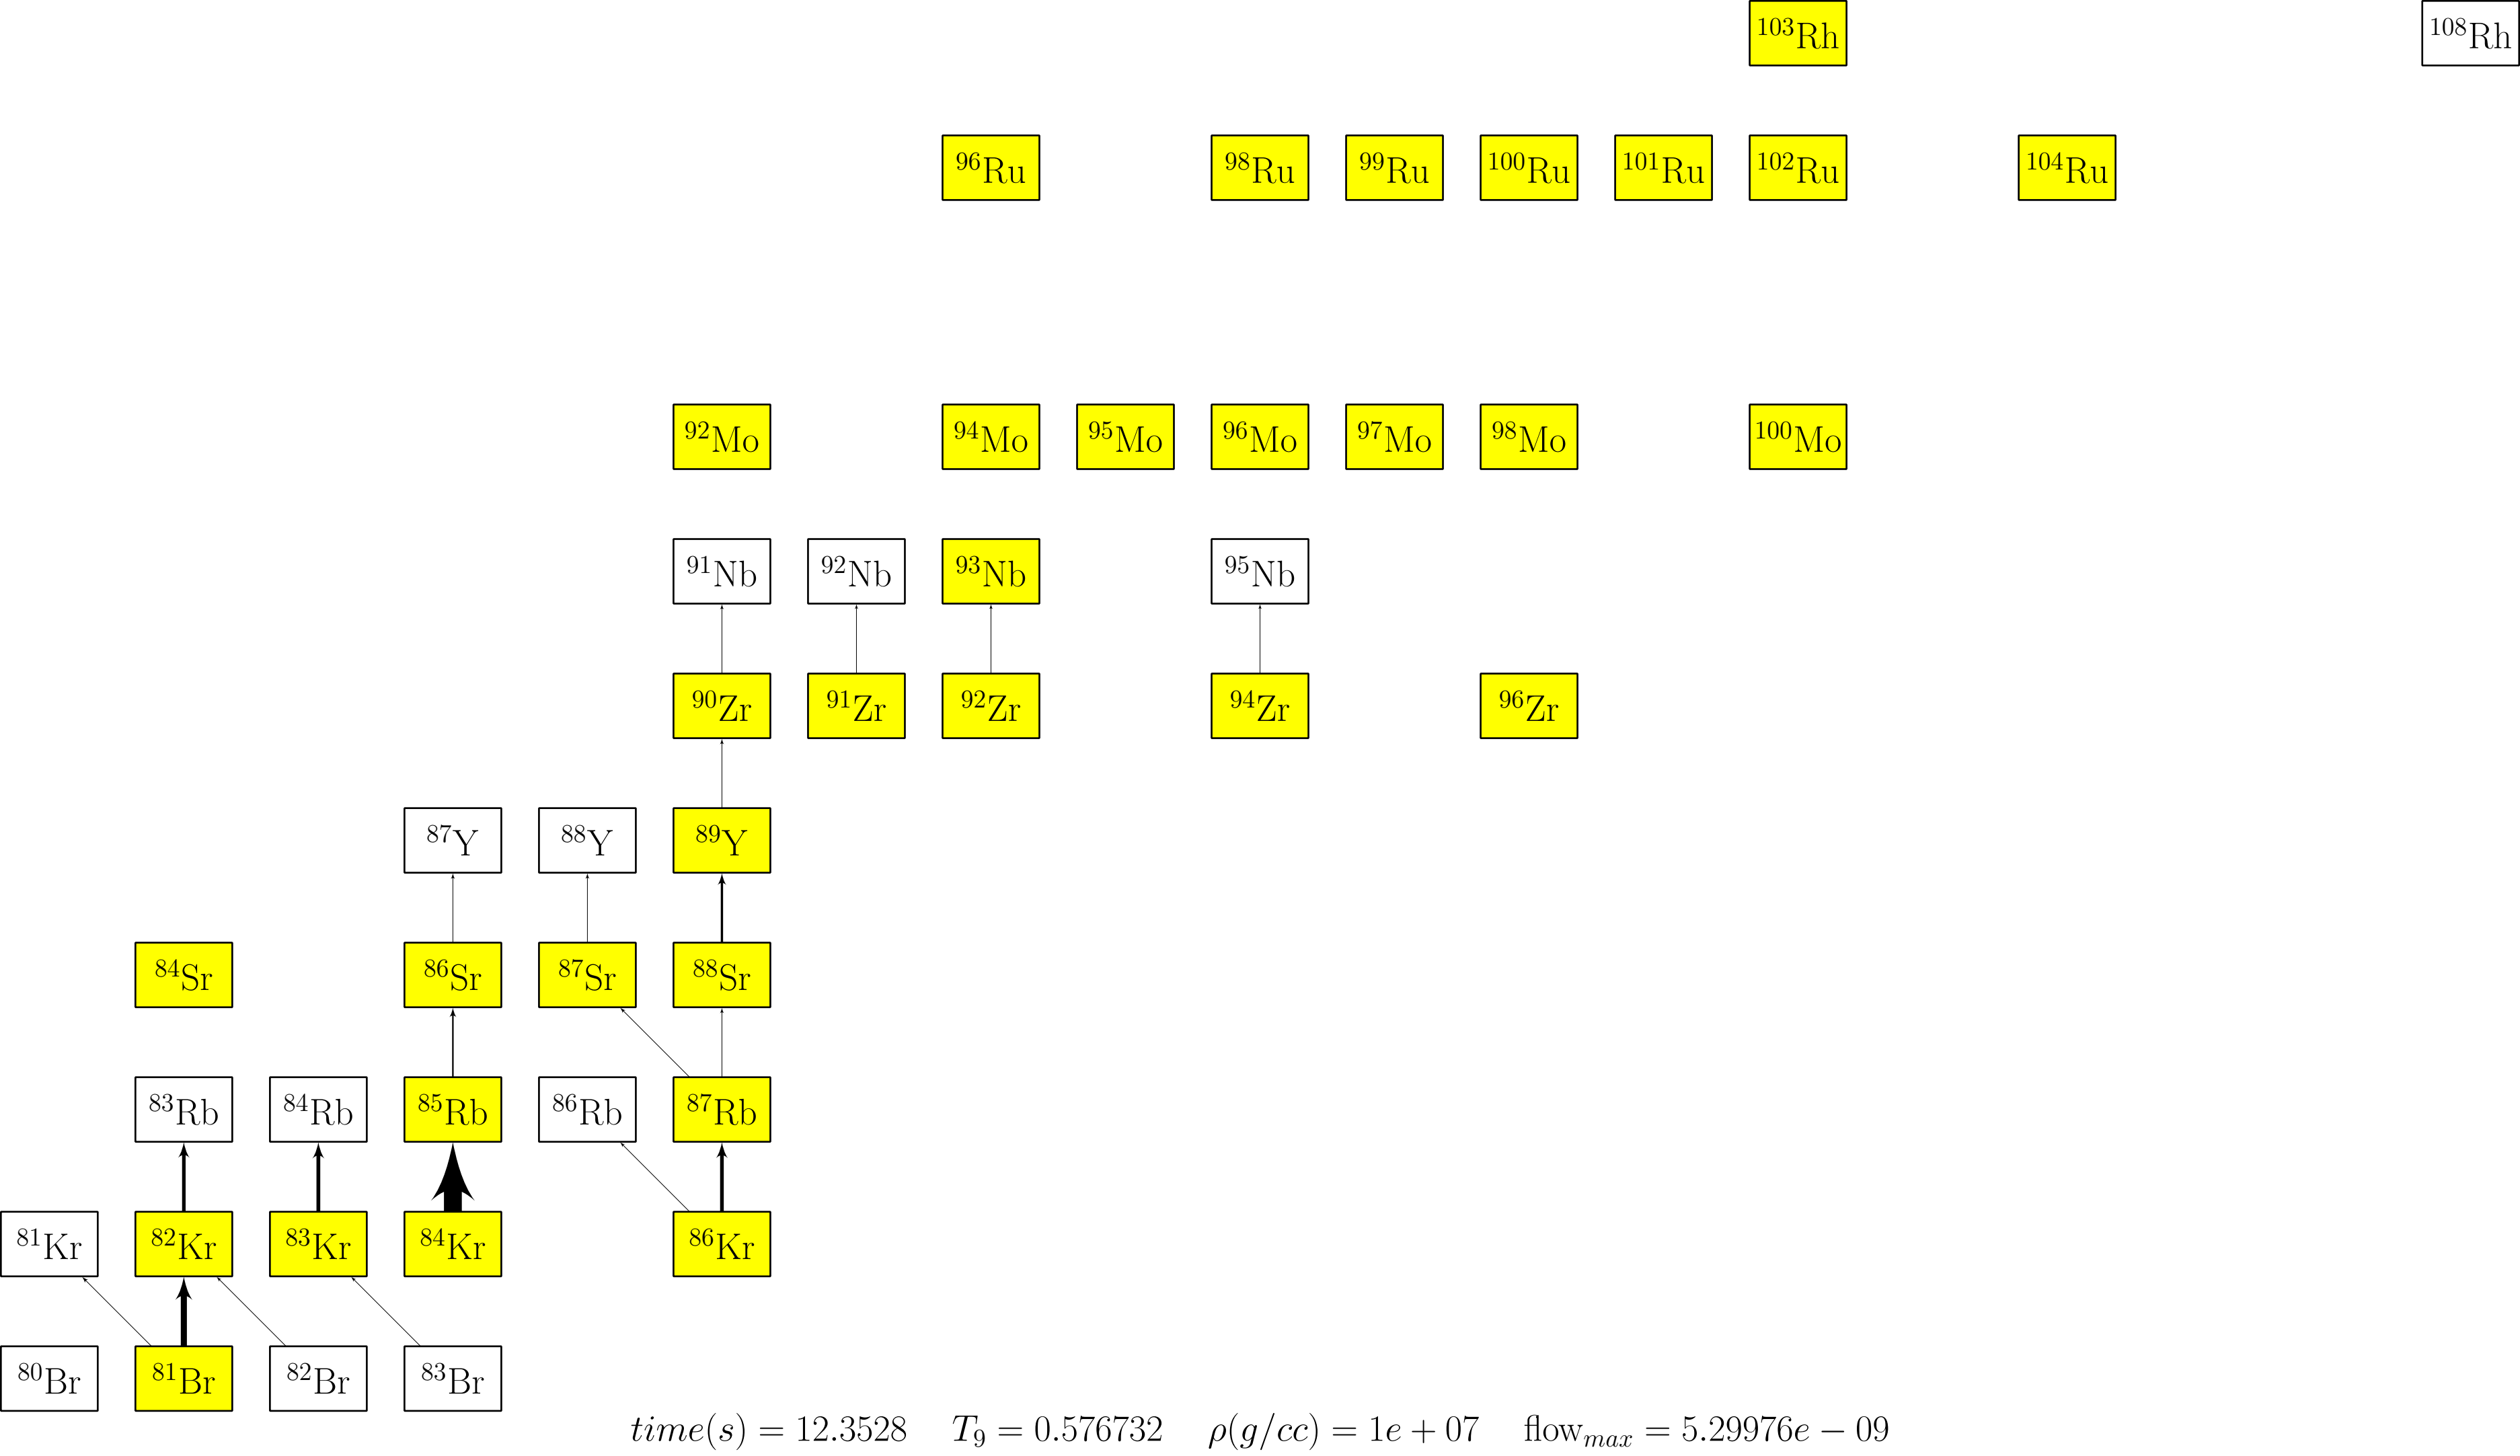 ¹⁰³Rh ¹⁰⁸Rh
⁹⁶Ru ⁹⁸Ru ⁹⁹Ru ¹⁰⁰Ru ¹⁰¹Ru ¹⁰²Ru ¹⁰⁴Ru
⁹²Mo ⁹⁴Mo ⁹⁵Mo ⁹⁶Mo ⁹⁷Mo ⁹⁸Mo ¹⁰⁰Mo
⁹¹Nb ⁹²Nb ⁹³Nb ⁹⁵Nb
⁹⁰Zr ⁹¹Zr ⁹²Zr ⁹⁴Zr ⁹⁶Zr
⁸⁷Y ⁸⁸Y ⁸⁹Y
⁸⁴Sr ⁸⁶Sr ⁸⁷Sr ⁸⁸Sr
⁸³Rb ⁸⁴Rb ⁸⁵Rb ⁸⁶Rb ⁸⁷Rb
⁸¹Kr ⁸²Kr ⁸³Kr ⁸⁴Kr ⁸⁶Kr
⁸⁰Br ⁸¹Br ⁸²Br ⁸³Br
time(s) = 12.3528 T₉ = 0.576732 ρ(g/cc) = 1e + 07 flowₘₐₓ = 5.29976e − 09